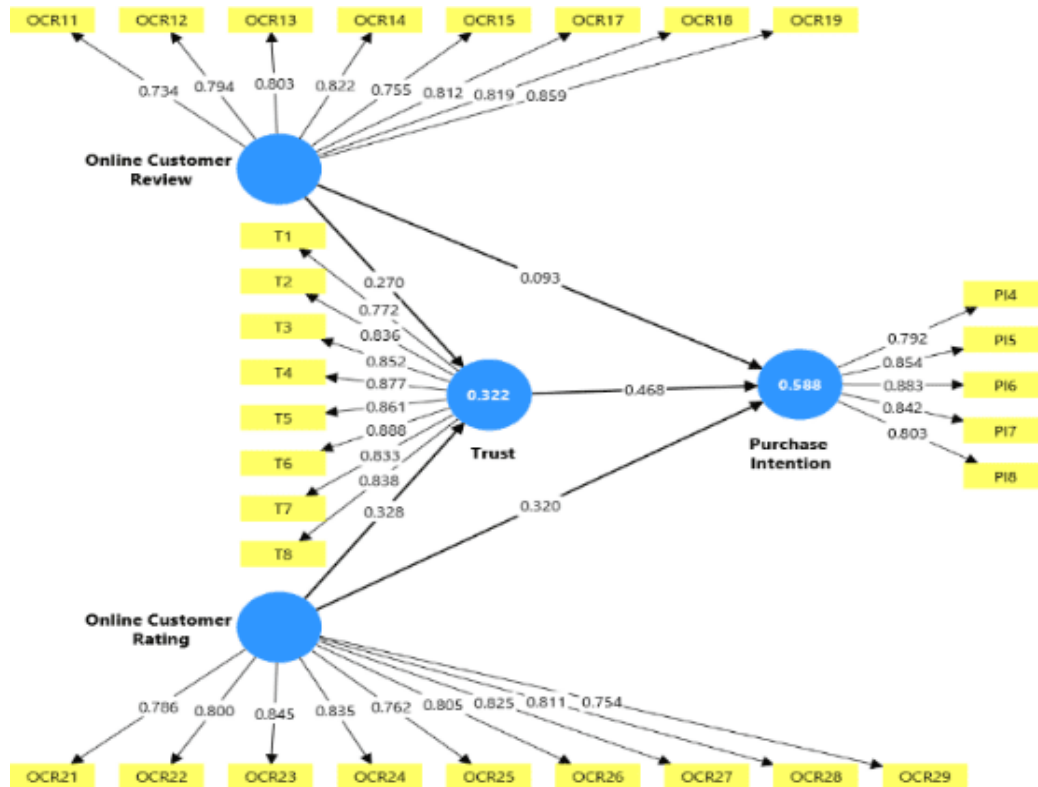 OCR11 OCR12 OCR13 OCR14 OCR15 OCR17 OCR18 OCR19
0.734 0.794 0.803 0.822 0.755 0.812 0.819 0.859
Online Customer
Review
T1
T2
T3
T4
T5
T6
T7
T8
0.270
0.772
0.836
0.852
0.877
0.861
0.888
0.833
0.838
0.328
0.322
Trust
0.093
0.468
0.320
0.588
Purchase
Intention
0.792
0.854
0.883
0.842
0.803
PI4
PI5
PI6
PI7
PI8
Online Customer
Rating
0.786 0.800 0.845 0.835 0.762 0.805 0.825 0.811 0.754
OCR21 OCR22 OCR23 OCR24 OCR25 OCR26 OCR27 OCR28 OCR29